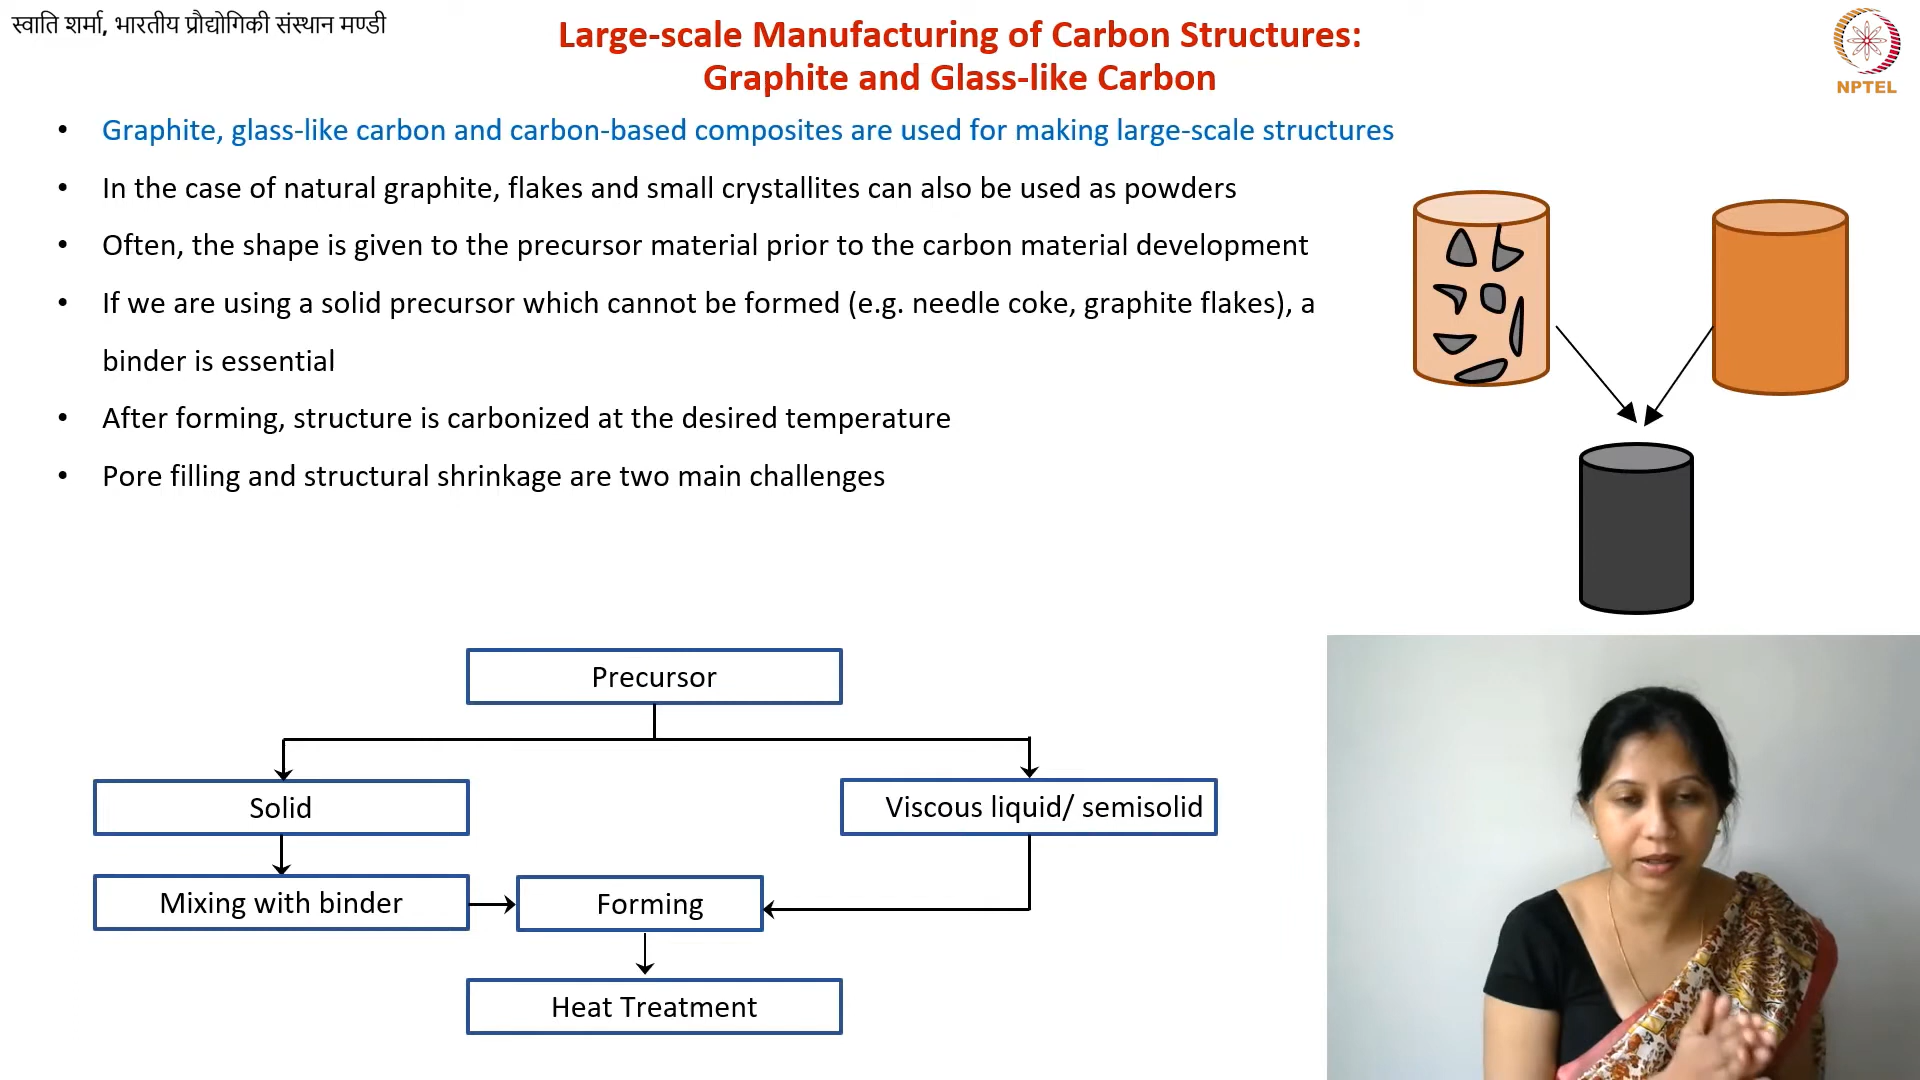 स्वाति शर्मा, भारतीय प्रौद्योगिकी संस्थान मण्डी
Large-scale Manufacturing of Carbon Structures:
Graphite and Glass-like Carbon
NPTEL
• Graphite, glass-like carbon and carbon-based composites are used for making large-scale structures
• In the case of natural graphite, flakes and small crystallites can also be used as powders
• Often, the shape is given to the precursor material prior to the carbon material development
• If we are using a solid precursor which cannot be formed (e.g. needle coke, graphite flakes), a
binder is essential
• After forming, structure is carbonized at the desired temperature
• Pore filling and structural shrinkage are two main challenges
Precursor
Solid
Viscous liquid/ semisolid
Mixing with binder
Forming
Heat Treatment